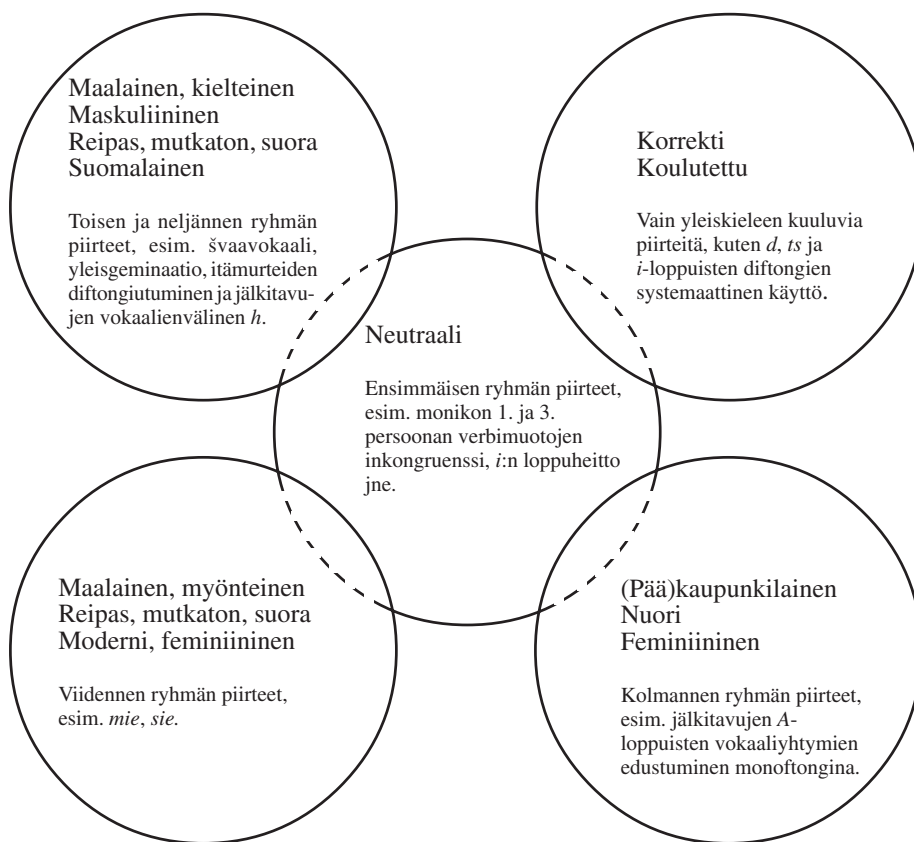 Maalainen, kielteinen
Maskuliininen
Reipas, mutkaton, suora
Suomalainen
Toisen ja neljännen ryhmän
piirteet, esim. švaavokaali,
yleisgeminaatio, itämurteiden
diftongiutuminen ja jälkitavu-
jen vokaalienvälinen h.
Korrekti
Koulutettu
Vain yleiskieleen kuuluvia
piirteitä, kuten d, ts ja
i-loppuisten diftongien
systemaattinen käyttö.
Neutraali
Ensimmäisen ryhmän piirteet,
esim. monikon 1. ja 3.
persoonan verbimuotojen
inkongruenssi, i:n loppuheitto
jne.
Maalainen, myönteinen
Reipas, mutkaton, suora
Moderni, feminiininen
Viidennen ryhmän piirteet,
esim. mie, sie.
(Pää)kaupunkilainen
Nuori
Feminiininen
Kolmannen ryhmän piirteet,
esim. jälkitavujen A-
loppuisten vokaaliyhtymien
edustuminen monoftongina.